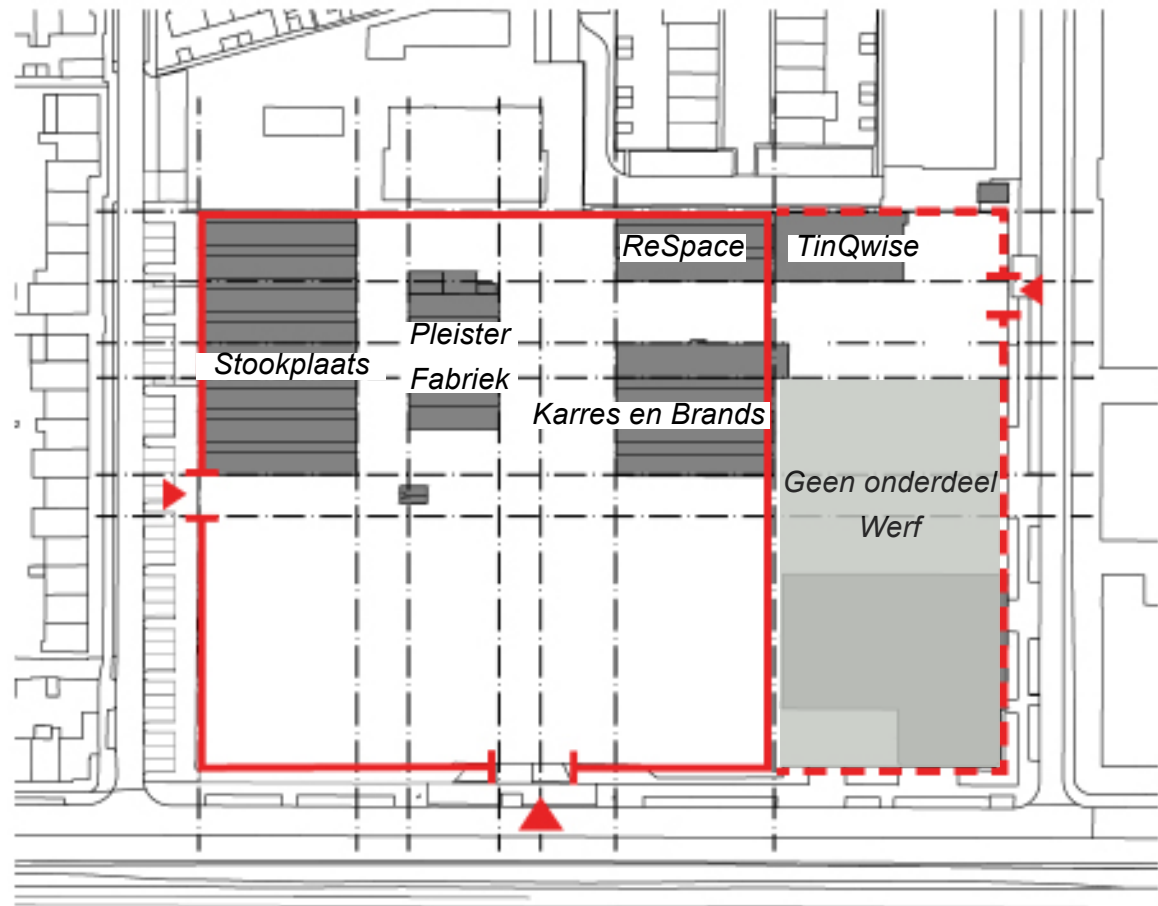 ReSpace
TinQwise
Pleister
Fabriek
Stookplaats
Karres en Brands
Geen onderdeel
Werf